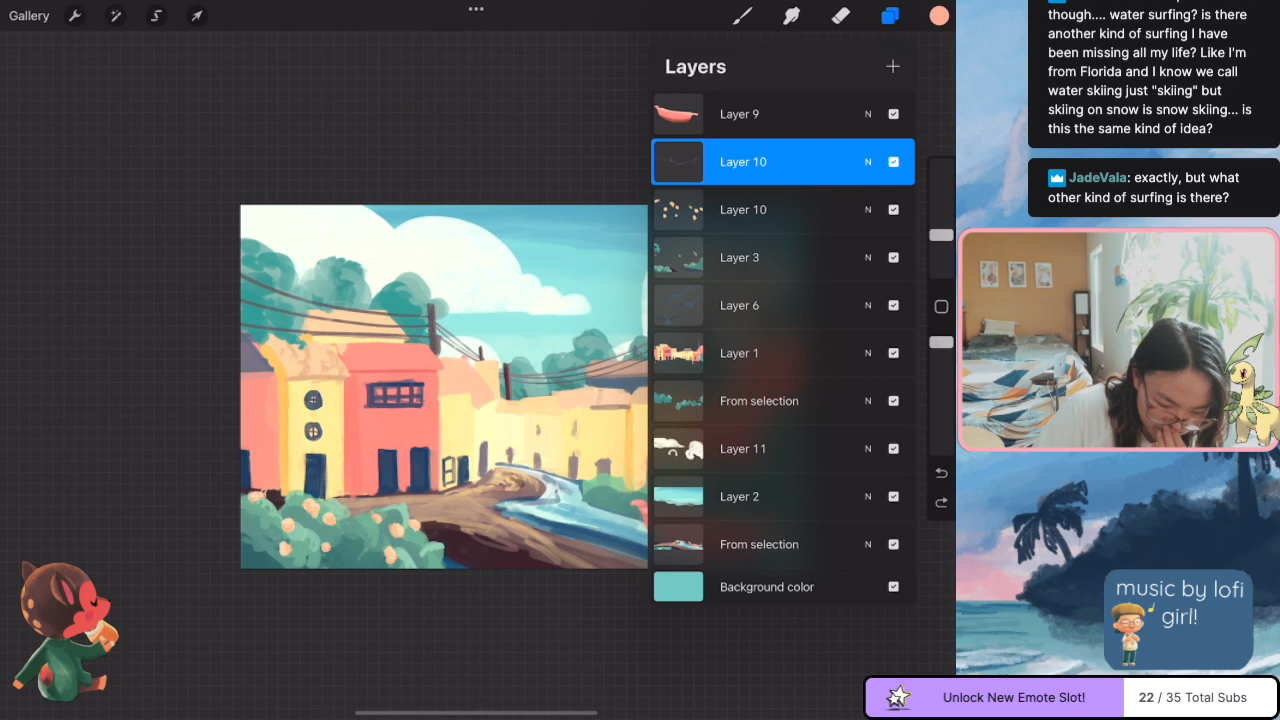 Gallery
Layers
Layer 9 N
Layer 10 N
Layer 10 N
Layer 3 N
Layer 6 N
Layer 1 N
From selection N
Layer 11 N
Layer 2 N
From selection N
Background color
though.... water surfing? is there
another kind of surfing I have
been missing all my life? Like I'm
from Florida and I know we call
water skiing just "skiing" but
skiing on snow is snow skiing... is
this the same kind of idea?
JadeVala: exactly, but what
other kind of surfing is there?
music by lofi
girl!
Unlock New Emote Slot! 22 / 35 Total Subs